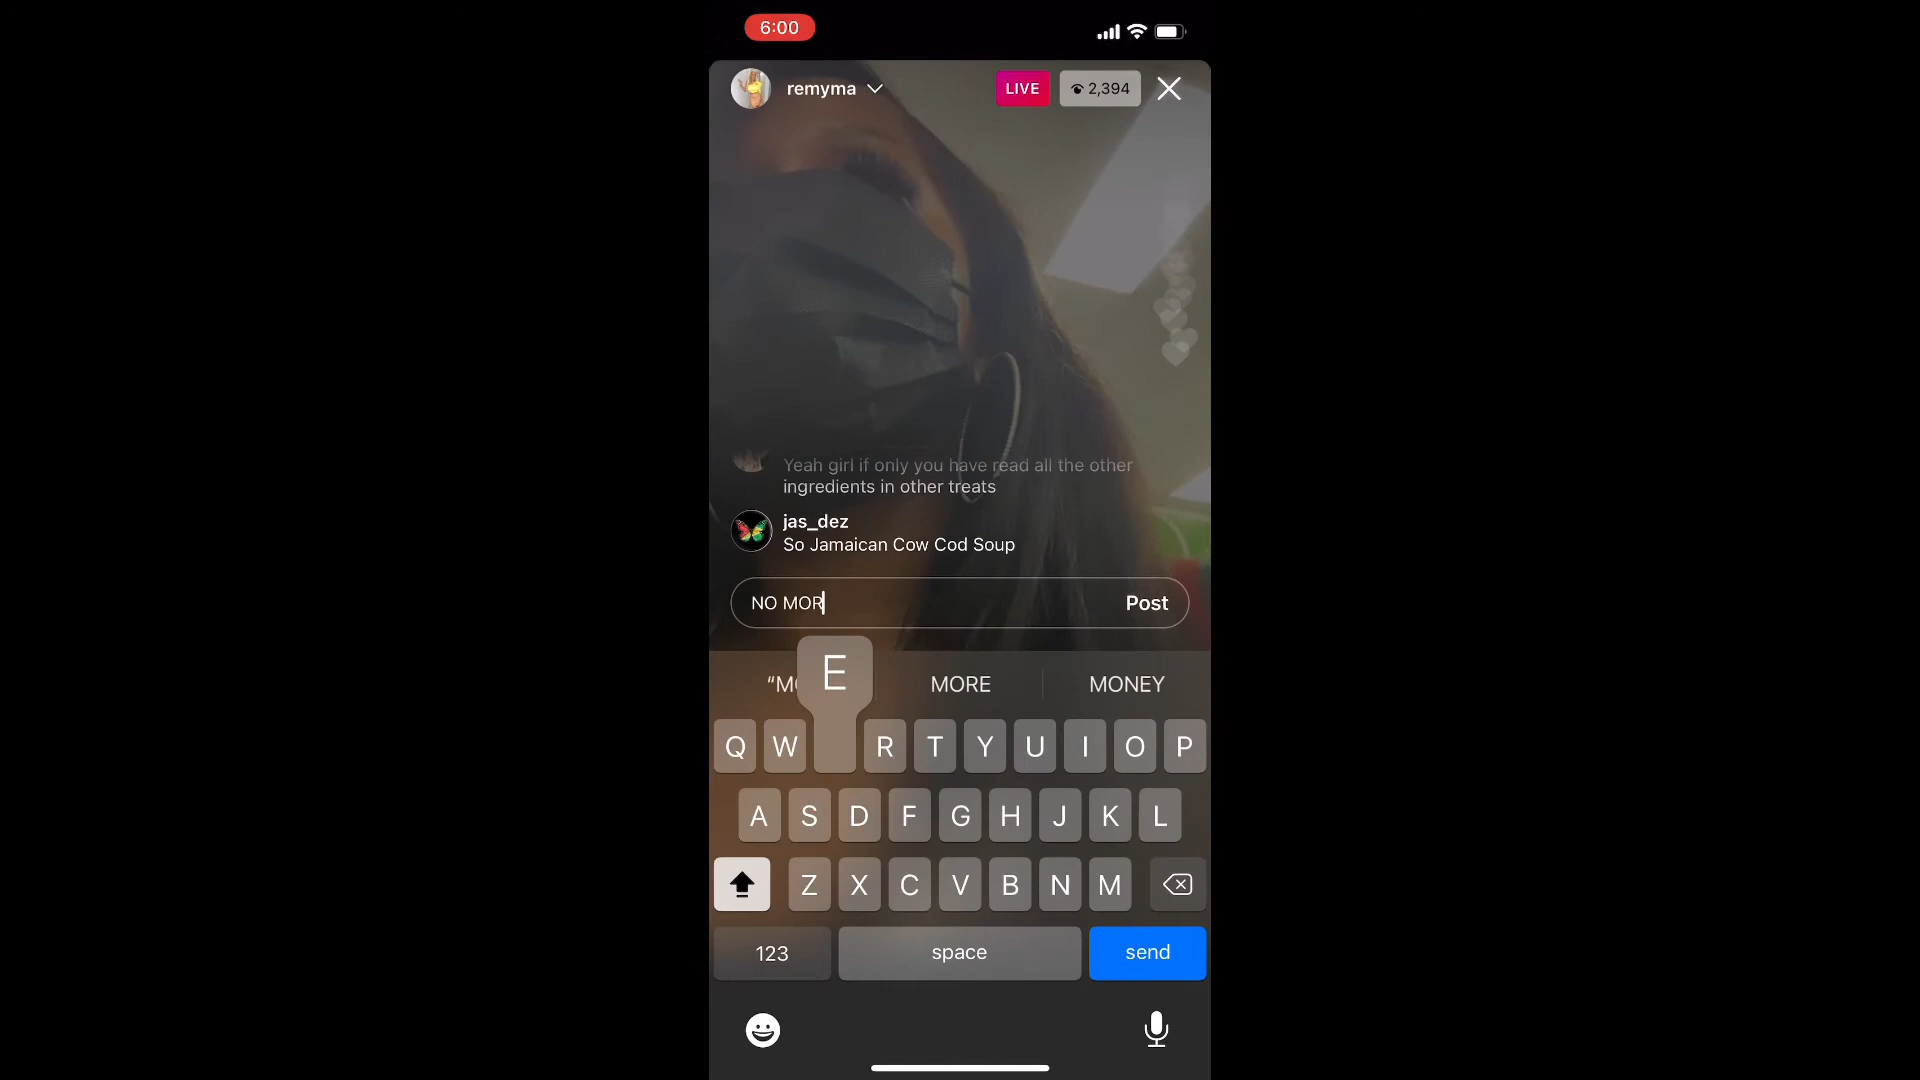 6:00
remyma
LIVE
2,394
Yeah girl if only you have read all the other
ingredients in other treats
jas_dez
So Jamaican Cow Cod Soup
NO MOR
Post
E
"MO
MORE
MONEY
Q W R T Y U I O P
A S D F G H J K L
Z X C V B N M
123
space
send